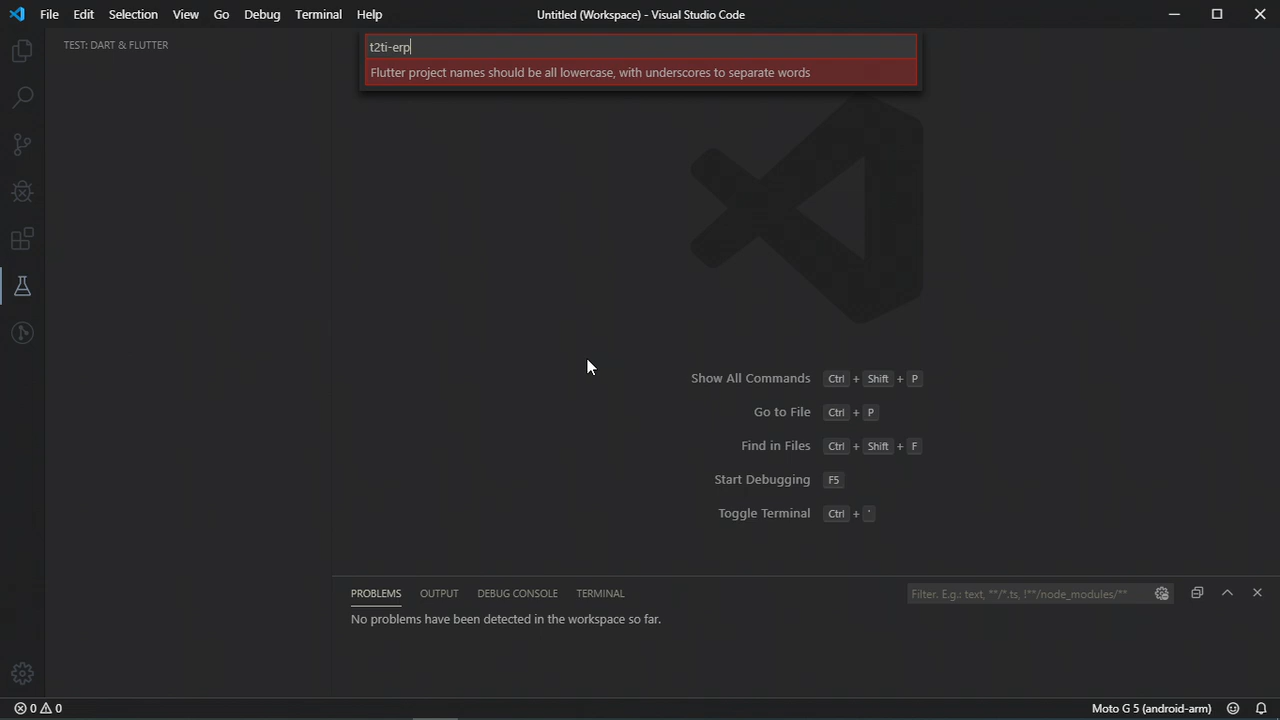 File Edit Selection View Go Debug Terminal Help
Untitled (Workspace) - Visual Studio Code
TEST: DART & FLUTTER
t2ti-erp
Flutter project names should be all lowercase, with underscores to separate words
Show All Commands Ctrl + Shift + P
Go to File Ctrl + P
Find in Files Ctrl + Shift + F
Start Debugging F5
Toggle Terminal Ctrl + '
PROBLEMS OUTPUT DEBUG CONSOLE TERMINAL
Filter. E.g.: text, **/*.ts, !**/node_modules/**
No problems have been detected in the workspace so far.
0 0
Moto G 5 (android-arm)